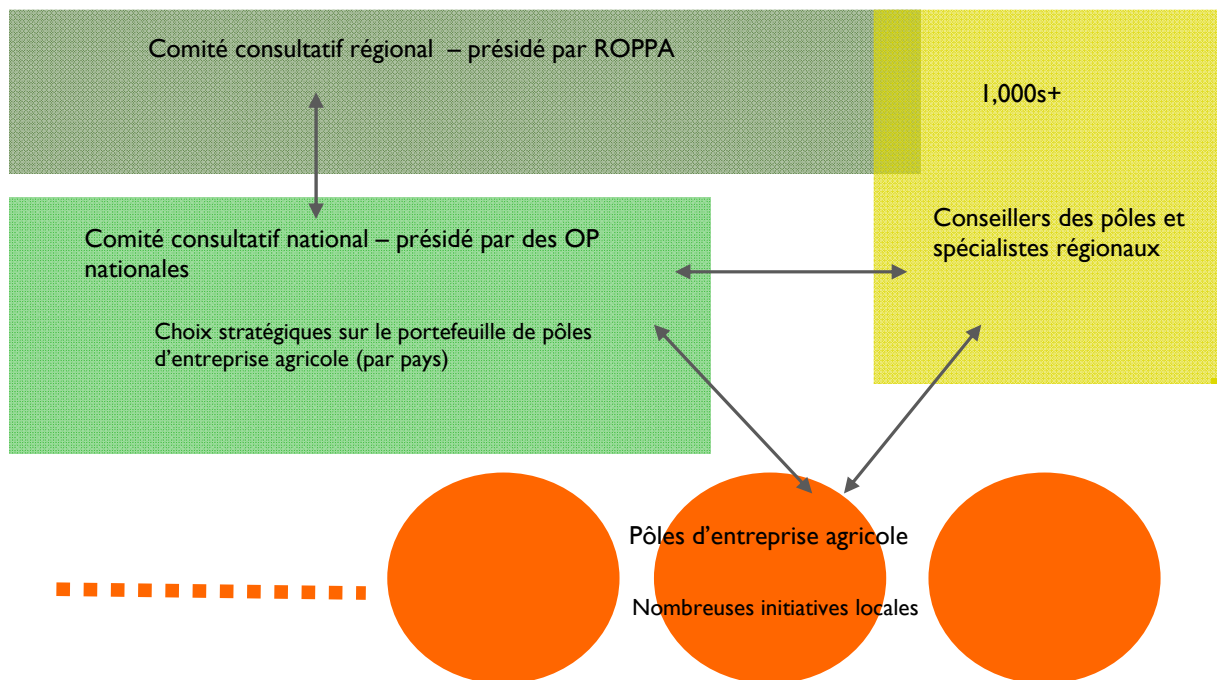 Comité consultatif régional – présidé par ROPPA
1,000s+
Comité consultatif national – présidé par des OP
nationales
Choix stratégiques sur le portefeuille de pôles
d’entreprise agricole (par pays)
Conseillers des pôles et
spécialistes régionaux
Pôles d’entreprise agricole
Nombreuses initiatives locales